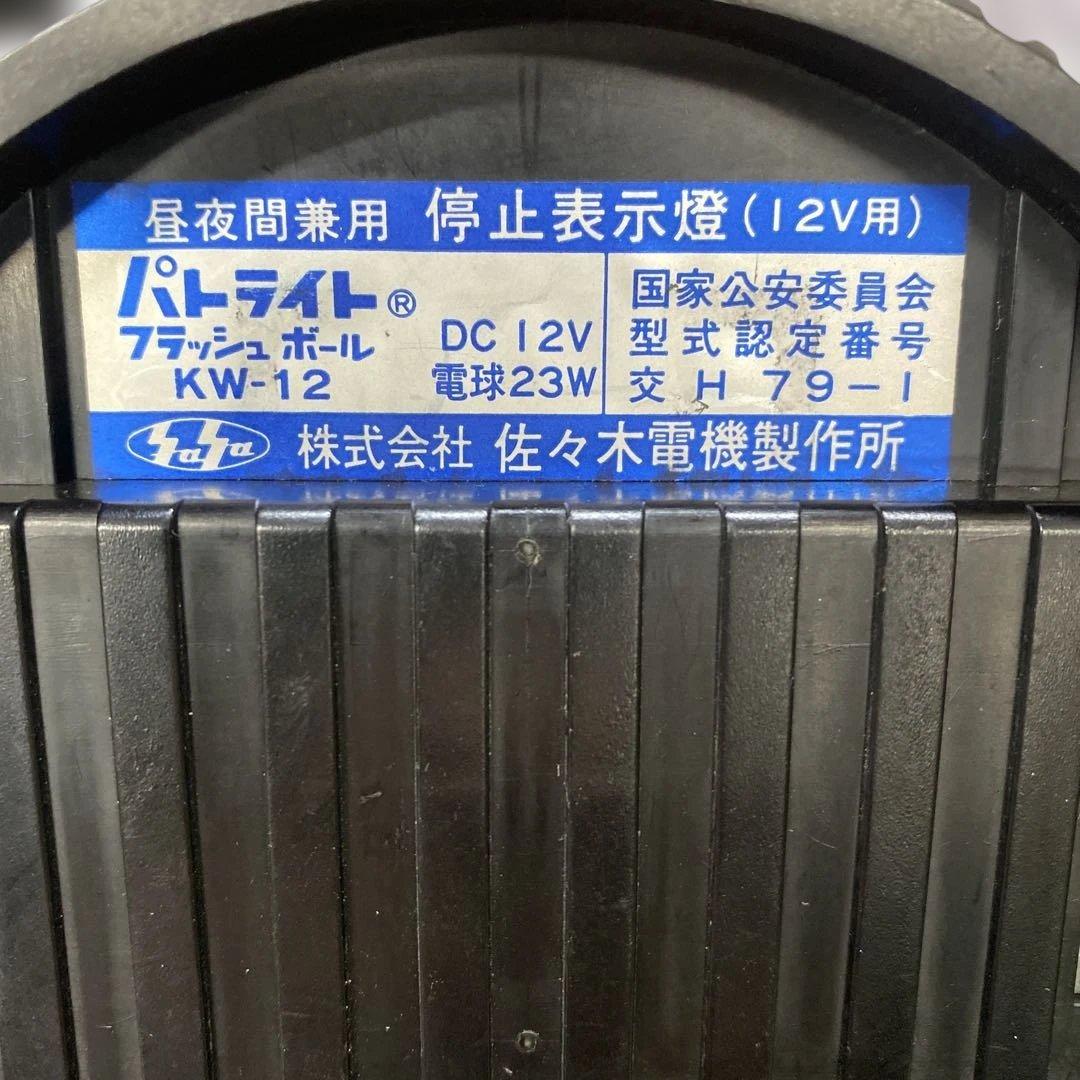 昼夜間兼用 停止表示燈(12V用)
パトライト®
フラッシュボール
KW-12
DC 12V
電球23W
国家公安委員会
型式認定番号
交 H 79-1
SaSa 株式会社 佐々木電機製作所